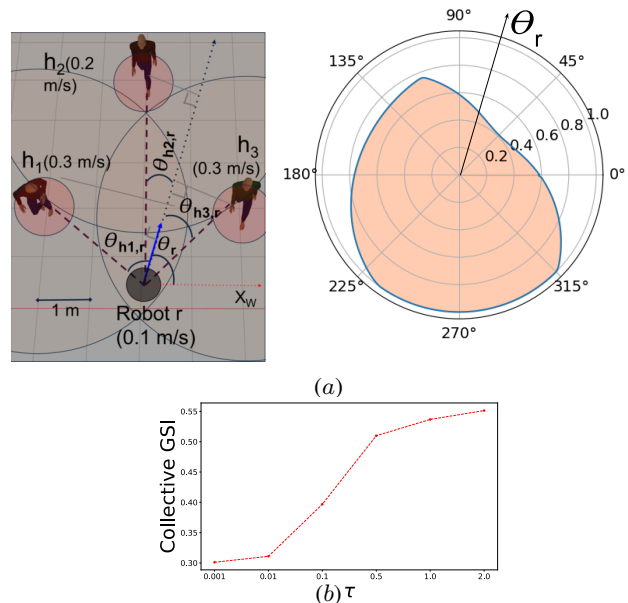 h₂(0.2
m/s)
h₁(0.3 m/s)
h₃
(0.3 m/s)
θh2,r
θh3,r
θh1,r
θr
X_W
1 m
Robot r
(0.1 m/s)
Θr
90°
135°
45°
1.0
0.8
0.6
0.4
0.2
180°
0°
225°
315°
270°
(a)
Collective GSI
0.55
0.50
0.45
0.40
0.35
0.30
0.001
0.01
0.1
0.5
1.0
2.0
(b) τ